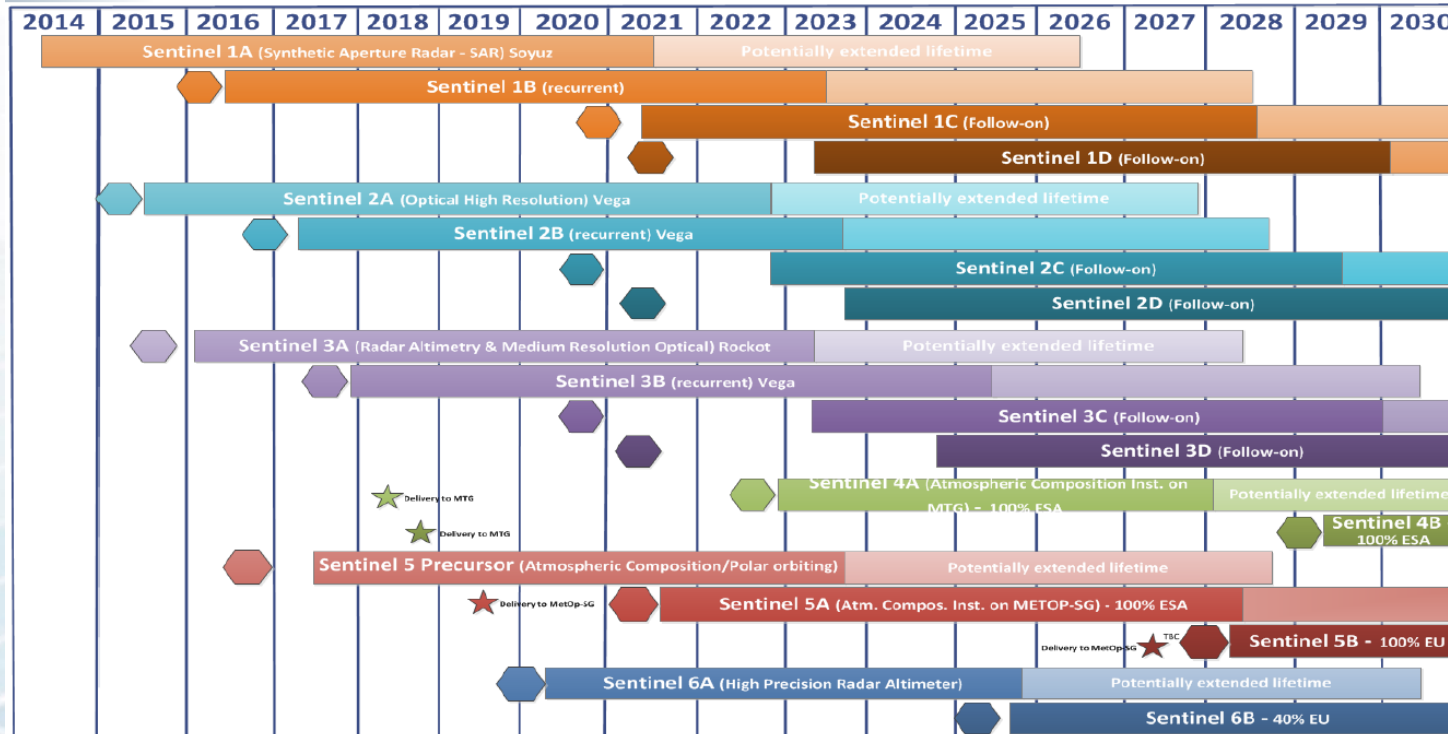 2014 2015 2016 2017 2018 2019 2020 2021 2022 2023 2024 2025 2026 2027 2028 2029 2030
Sentinel 1A (Synthetic Aperture Radar - SAR) Soyuz Potentially extended lifetime
Sentinel 1B (recurrent)
Sentinel 1C (Follow-on)
Sentinel 1D (Follow-on)
Sentinel 2A (Optical High Resolution) Vega Potentially extended lifetime
Sentinel 2B (recurrent) Vega
Sentinel 2C (Follow-on)
Sentinel 2D (Follow-on)
Sentinel 3A (Radar Altimetry & Medium Resolution Optical) Rockot Potentially extended lifetime
Sentinel 3B (recurrent) Vega
Sentinel 3C (Follow-on)
Sentinel 3D (Follow-on)
Delivery to MTG
Sentinel 4A (Atmospheric Composition Inst. on
MTG) - 100% ESA
Potentially extended lifetime
Delivery to MTG
Sentinel 4B
100% ESA
Sentinel 5 Precursor (Atmospheric Composition/Polar orbiting) Potentially extended lifetime
Delivery to MetOp-SG
Sentinel 5A (Atm. Compos. Inst. on METOP-SG) - 100% ESA
Delivery to MetOp-SG
TBC
Sentinel 5B - 100% EU
Sentinel 6A (High Precision Radar Altimeter) Potentially extended lifetime
Sentinel 6B - 40% EU